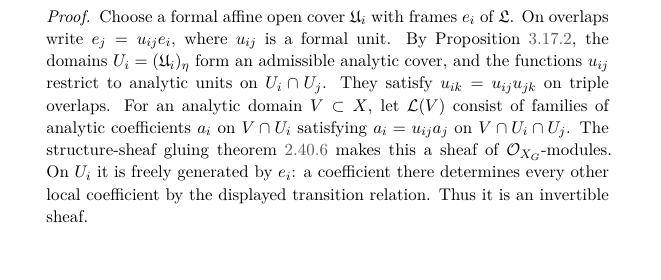 Proof. Choose a formal affine open cover 𝔘ᵢ with frames eᵢ of 𝔏. On overlaps
write eⱼ = uᵢⱼeᵢ, where uᵢⱼ is a formal unit. By Proposition 3.17.2, the
domains Uᵢ = (𝔘ᵢ)_η form an admissible analytic cover, and the functions uᵢⱼ
restrict to analytic units on Uᵢ ∩ Uⱼ. They satisfy uᵢₖ = uᵢⱼuⱼₖ on triple
overlaps. For an analytic domain V ⊂ X, let ℒ(V) consist of families of
analytic coefficients aᵢ on V ∩ Uᵢ satisfying aᵢ = uᵢⱼaⱼ on V ∩ Uᵢ ∩ Uⱼ. The
structure-sheaf gluing theorem 2.40.6 makes this a sheaf of 𝒪_{X_G}-modules.
On Uᵢ it is freely generated by eᵢ: a coefficient there determines every other
local coefficient by the displayed transition relation. Thus it is an invertible
sheaf.